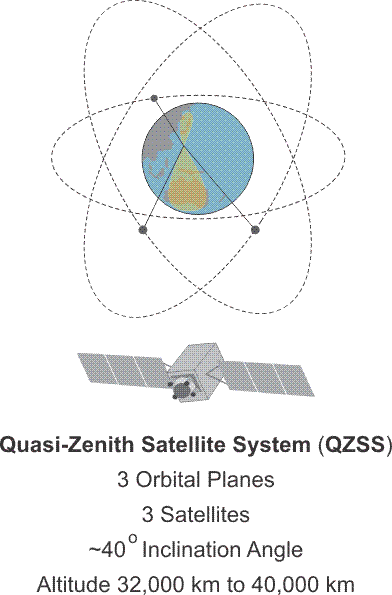 Quasi-Zenith Satellite System (QZSS)
3 Orbital Planes
3 Satellites
~40° Inclination Angle
Altitude 32,000 km to 40,000 km